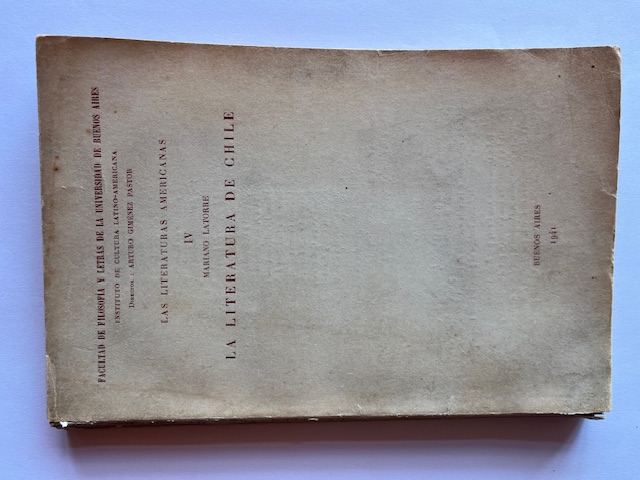 FACULTAD DE FILOSOFÍA Y LETRAS DE LA UNIVERSIDAD DE BUENOS AIRES
INSTITUTO DE CULTURA LATINO-AMERICANA
DIRECTOR : ARTURO GIMÉNEZ PASTOR
LAS LITERATURAS AMERICANAS
IV
MARIANO LATORRE
LA LITERATURA DE CHILE
BUENOS AIRES
1941